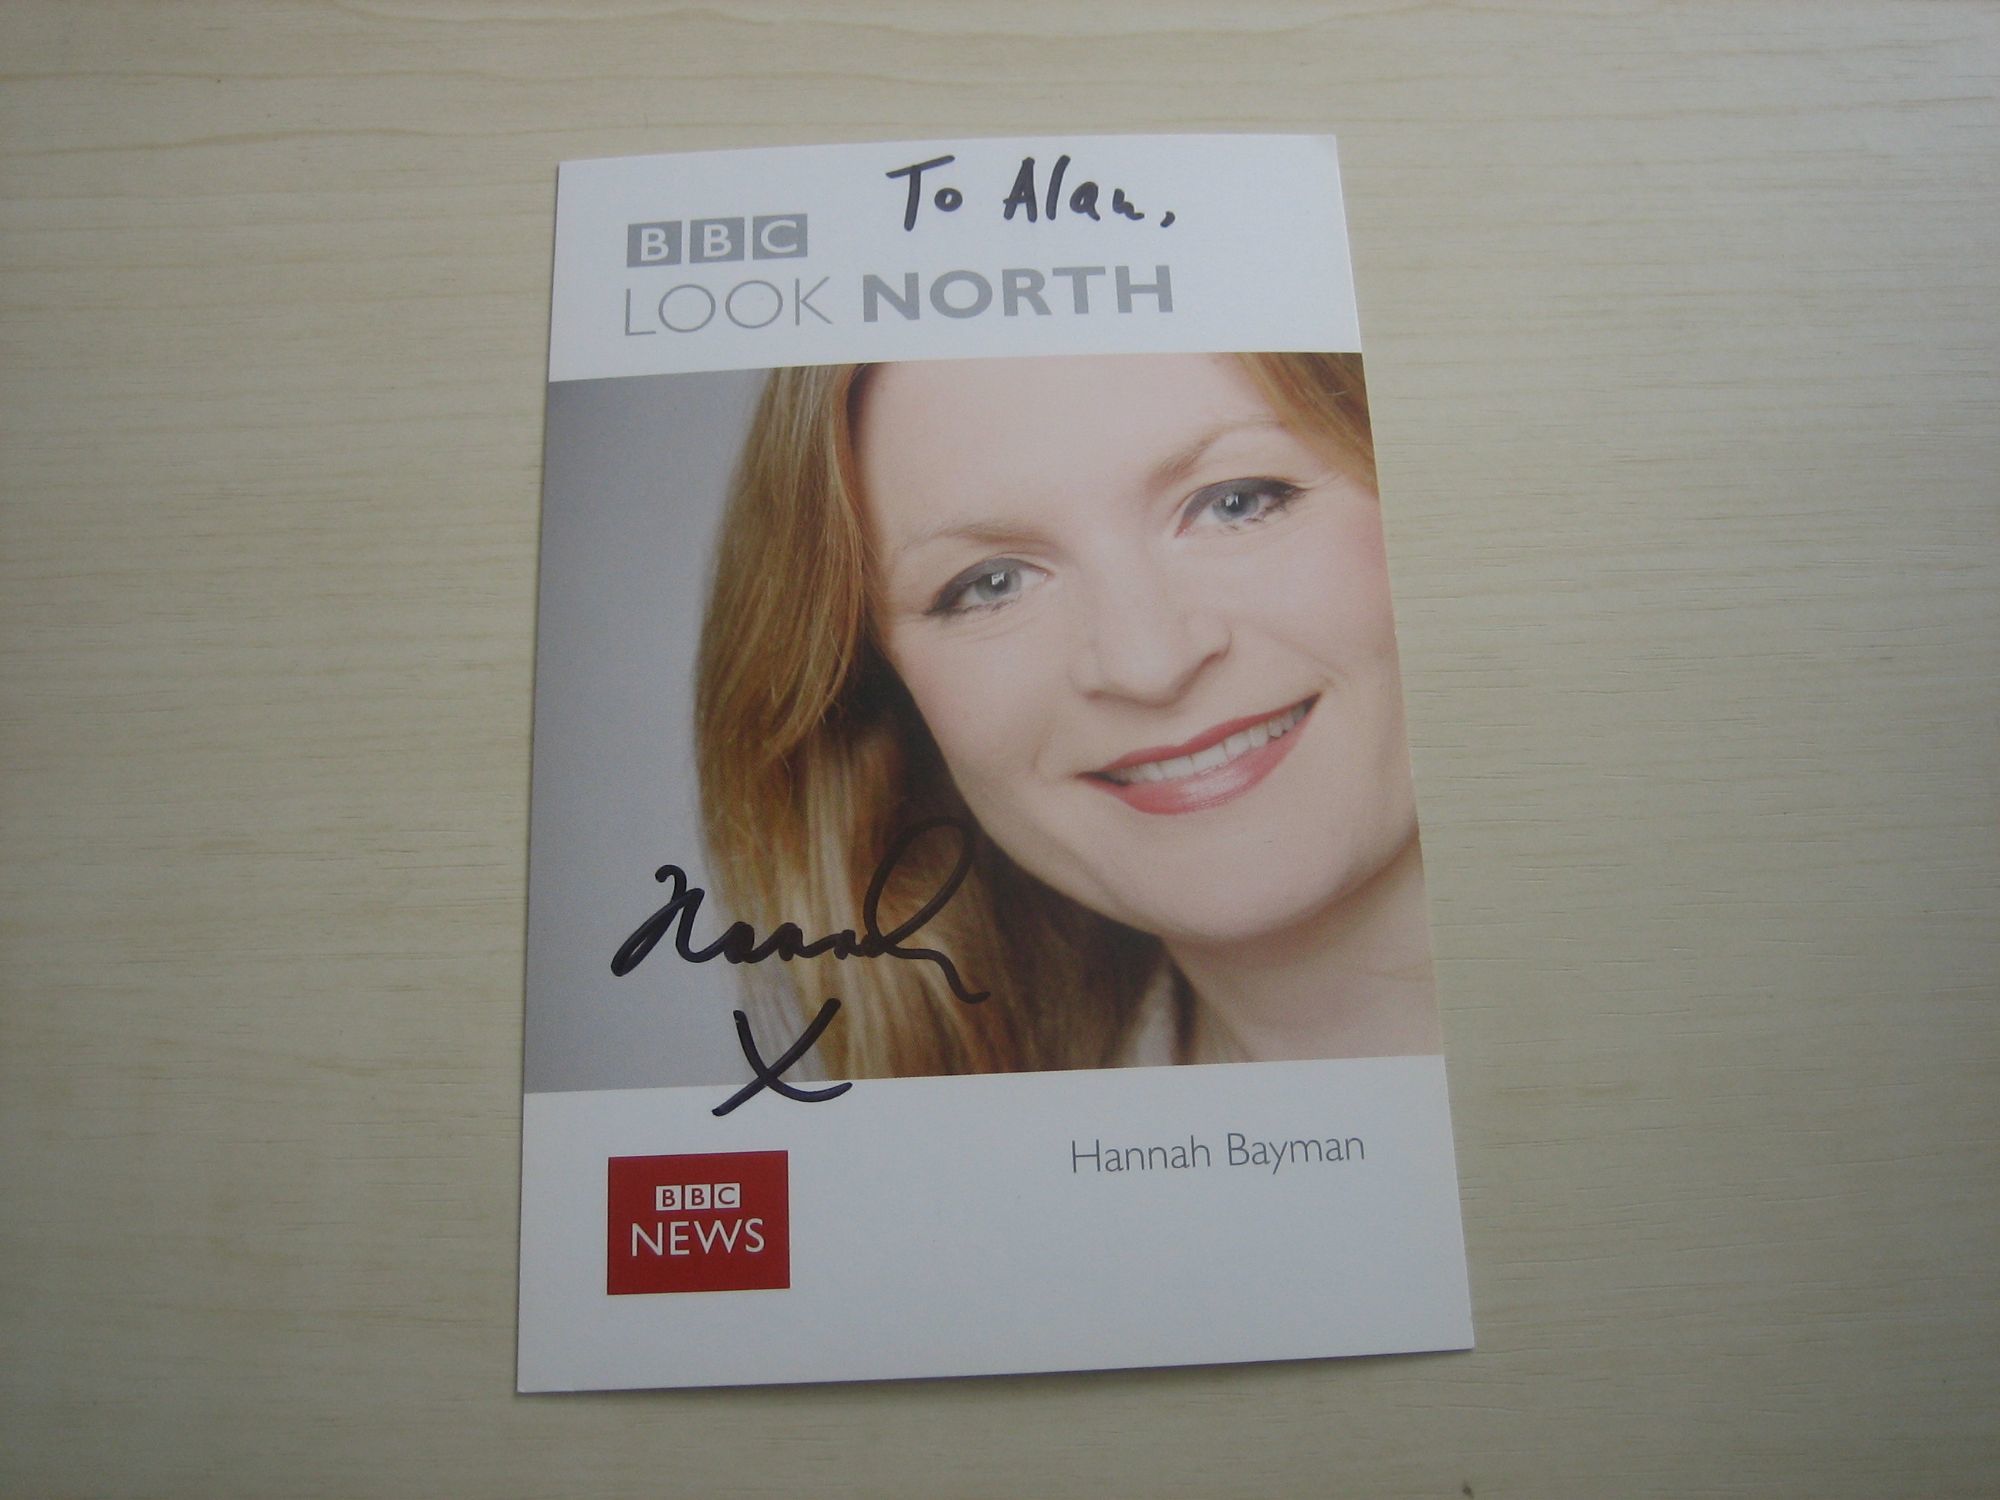 To Alan,
BBC
LOOK NORTH
Hannah
X
Hannah Bayman
BBC
NEWS